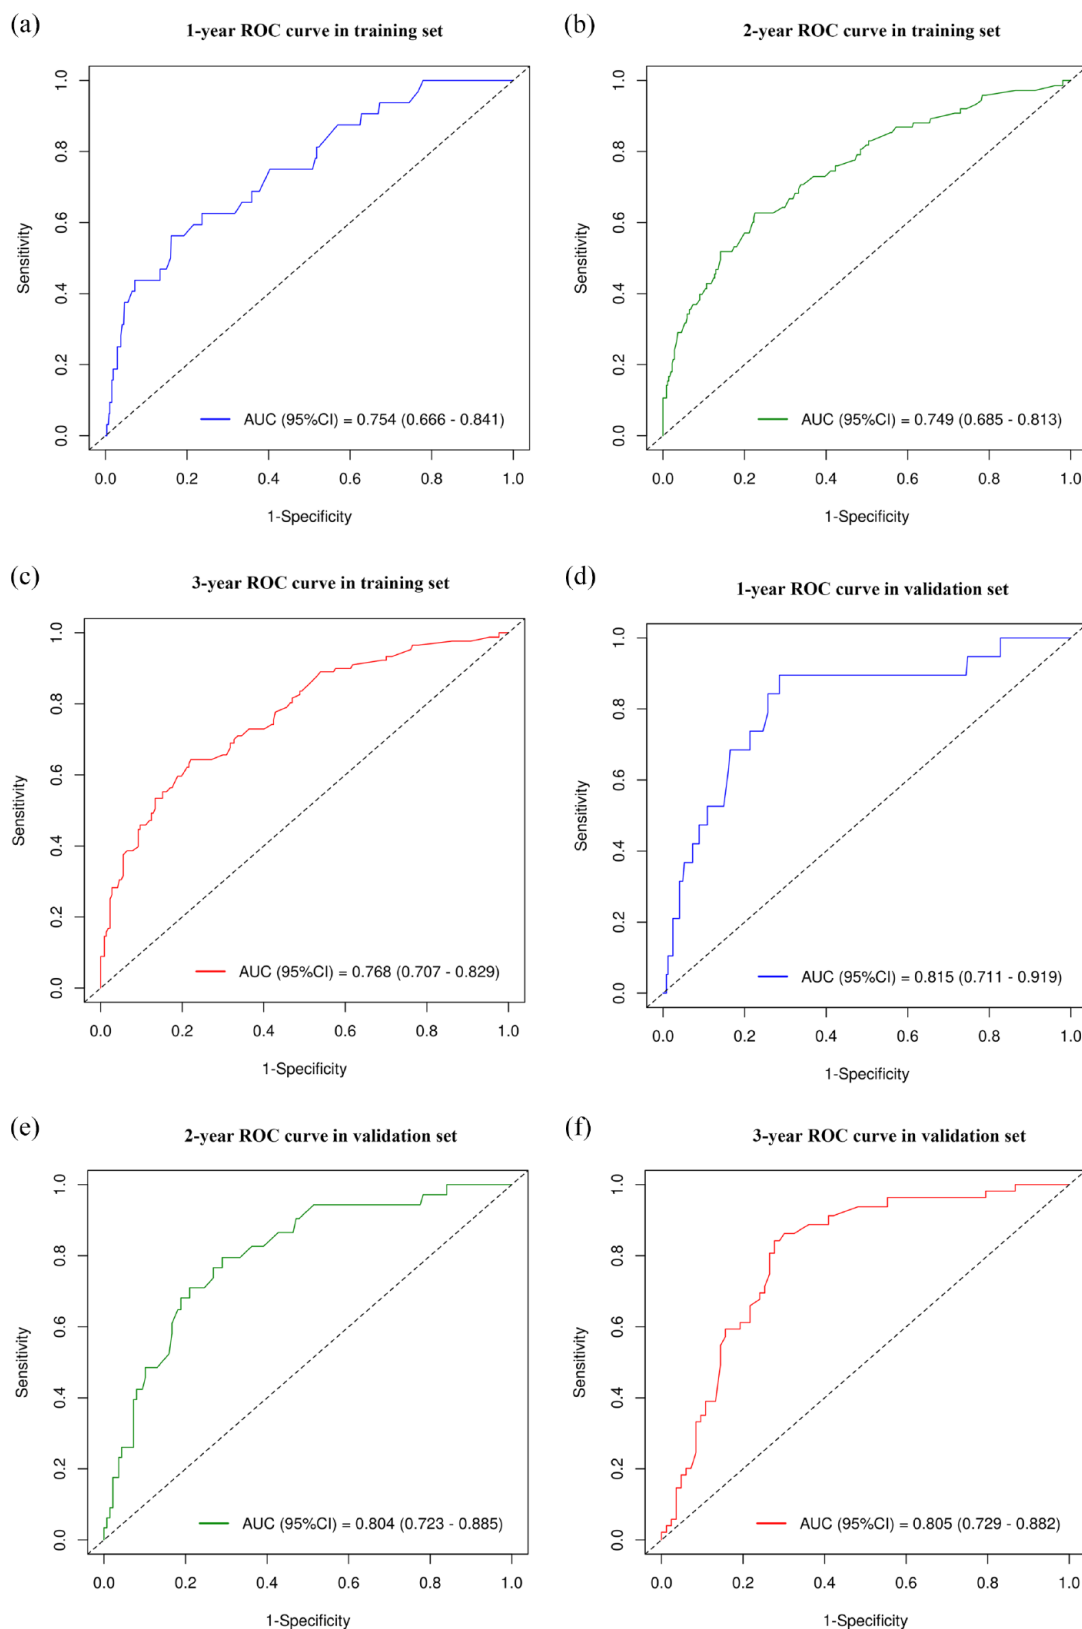 (a)
1-year ROC curve in training set
Sensitivity
0.0 0.2 0.4 0.6 0.8 1.0
AUC (95%CI) = 0.754 (0.666 - 0.841)
0.0 0.2 0.4 0.6 0.8 1.0
1-Specificity
(b)
2-year ROC curve in training set
Sensitivity
0.0 0.2 0.4 0.6 0.8 1.0
AUC (95%CI) = 0.749 (0.685 - 0.813)
0.0 0.2 0.4 0.6 0.8 1.0
1-Specificity
(c)
3-year ROC curve in training set
Sensitivity
0.0 0.2 0.4 0.6 0.8 1.0
AUC (95%CI) = 0.768 (0.707 - 0.829)
0.0 0.2 0.4 0.6 0.8 1.0
1-Specificity
(d)
1-year ROC curve in validation set
Sensitivity
0.0 0.2 0.4 0.6 0.8 1.0
AUC (95%CI) = 0.815 (0.711 - 0.919)
0.0 0.2 0.4 0.6 0.8 1.0
1-Specificity
(e)
2-year ROC curve in validation set
Sensitivity
0.0 0.2 0.4 0.6 0.8 1.0
AUC (95%CI) = 0.804 (0.723 - 0.885)
0.0 0.2 0.4 0.6 0.8 1.0
1-Specificity
(f)
3-year ROC curve in validation set
Sensitivity
0.0 0.2 0.4 0.6 0.8 1.0
AUC (95%CI) = 0.805 (0.729 - 0.882)
0.0 0.2 0.4 0.6 0.8 1.0
1-Specificity